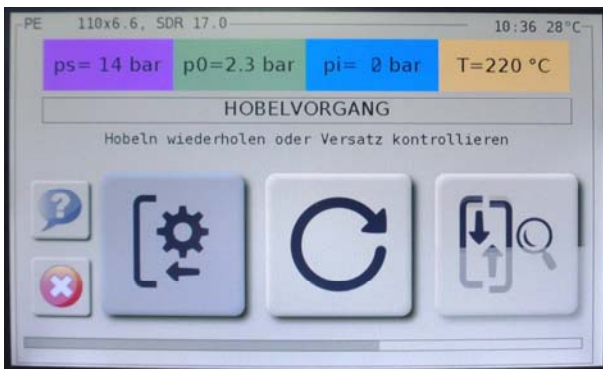 PE 110x6.6, SDR 17.0 10:36 28°C
ps= 14 bar p0=2.3 bar pi= 0 bar T=220 °C
HOBELVORGANG
Hobeln wiederholen oder Versatz kontrollieren
?